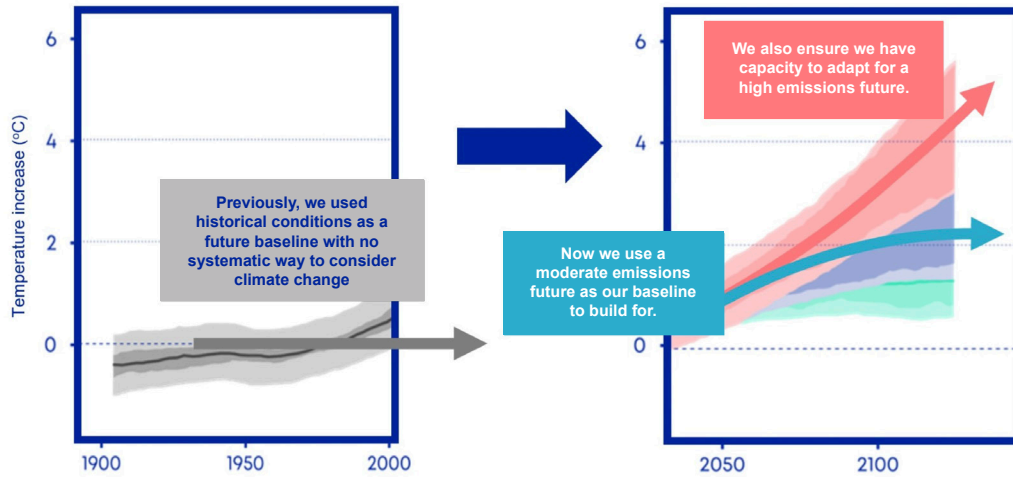 Temperature increase (ºC)
6
4
2
0
1900
1950
2000
Previously, we used
historical conditions as a
future baseline with no
systematic way to consider
climate change
6
4
2
0
2050
2100
We also ensure we have
capacity to adapt for a
high emissions future.
Now we use a
moderate emissions
future as our baseline
to build for.